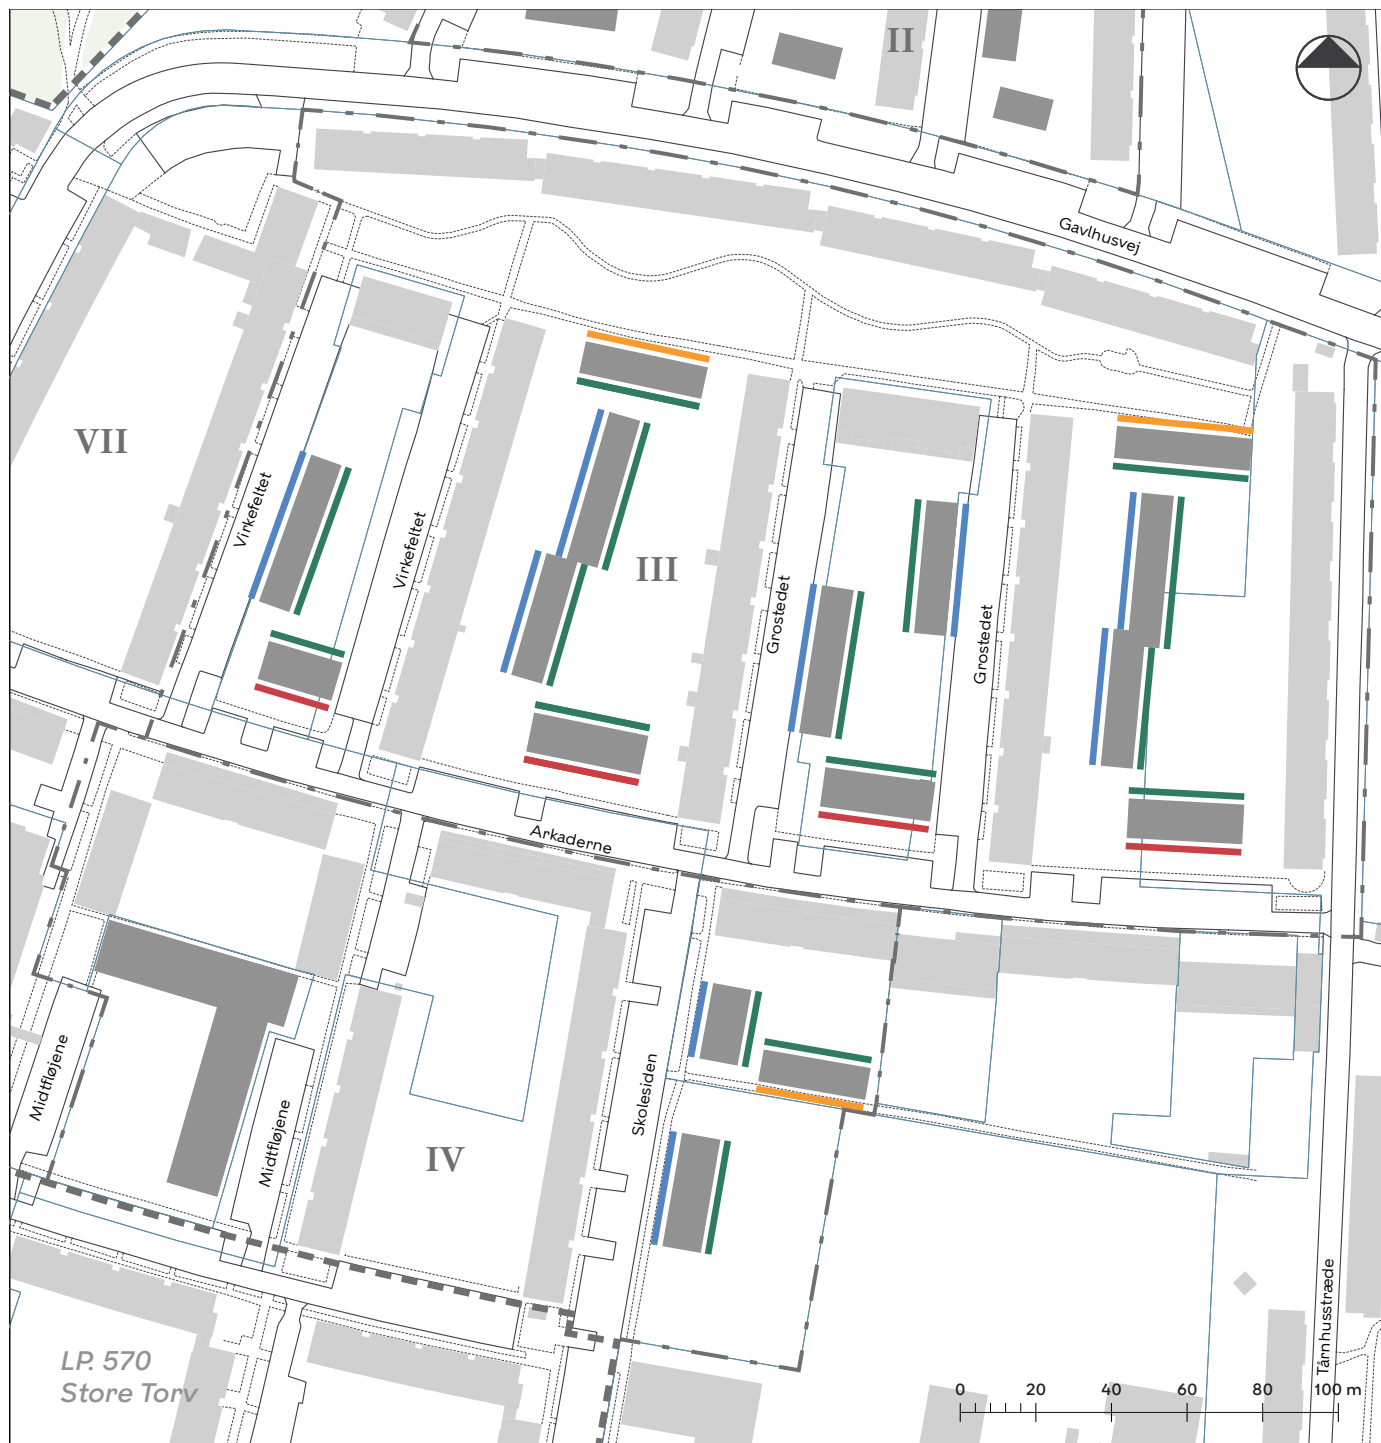 II
Gavlhusvej
VII
Virkefeltet
Virkefeltet
III
Grostedet
Grostedet
Arkaderne
Midtfløjene
Midtfløjene
Skolesiden
IV
Tårnhusstræde
LP. 570
Store Torv
0 20 40 60 80 100 m